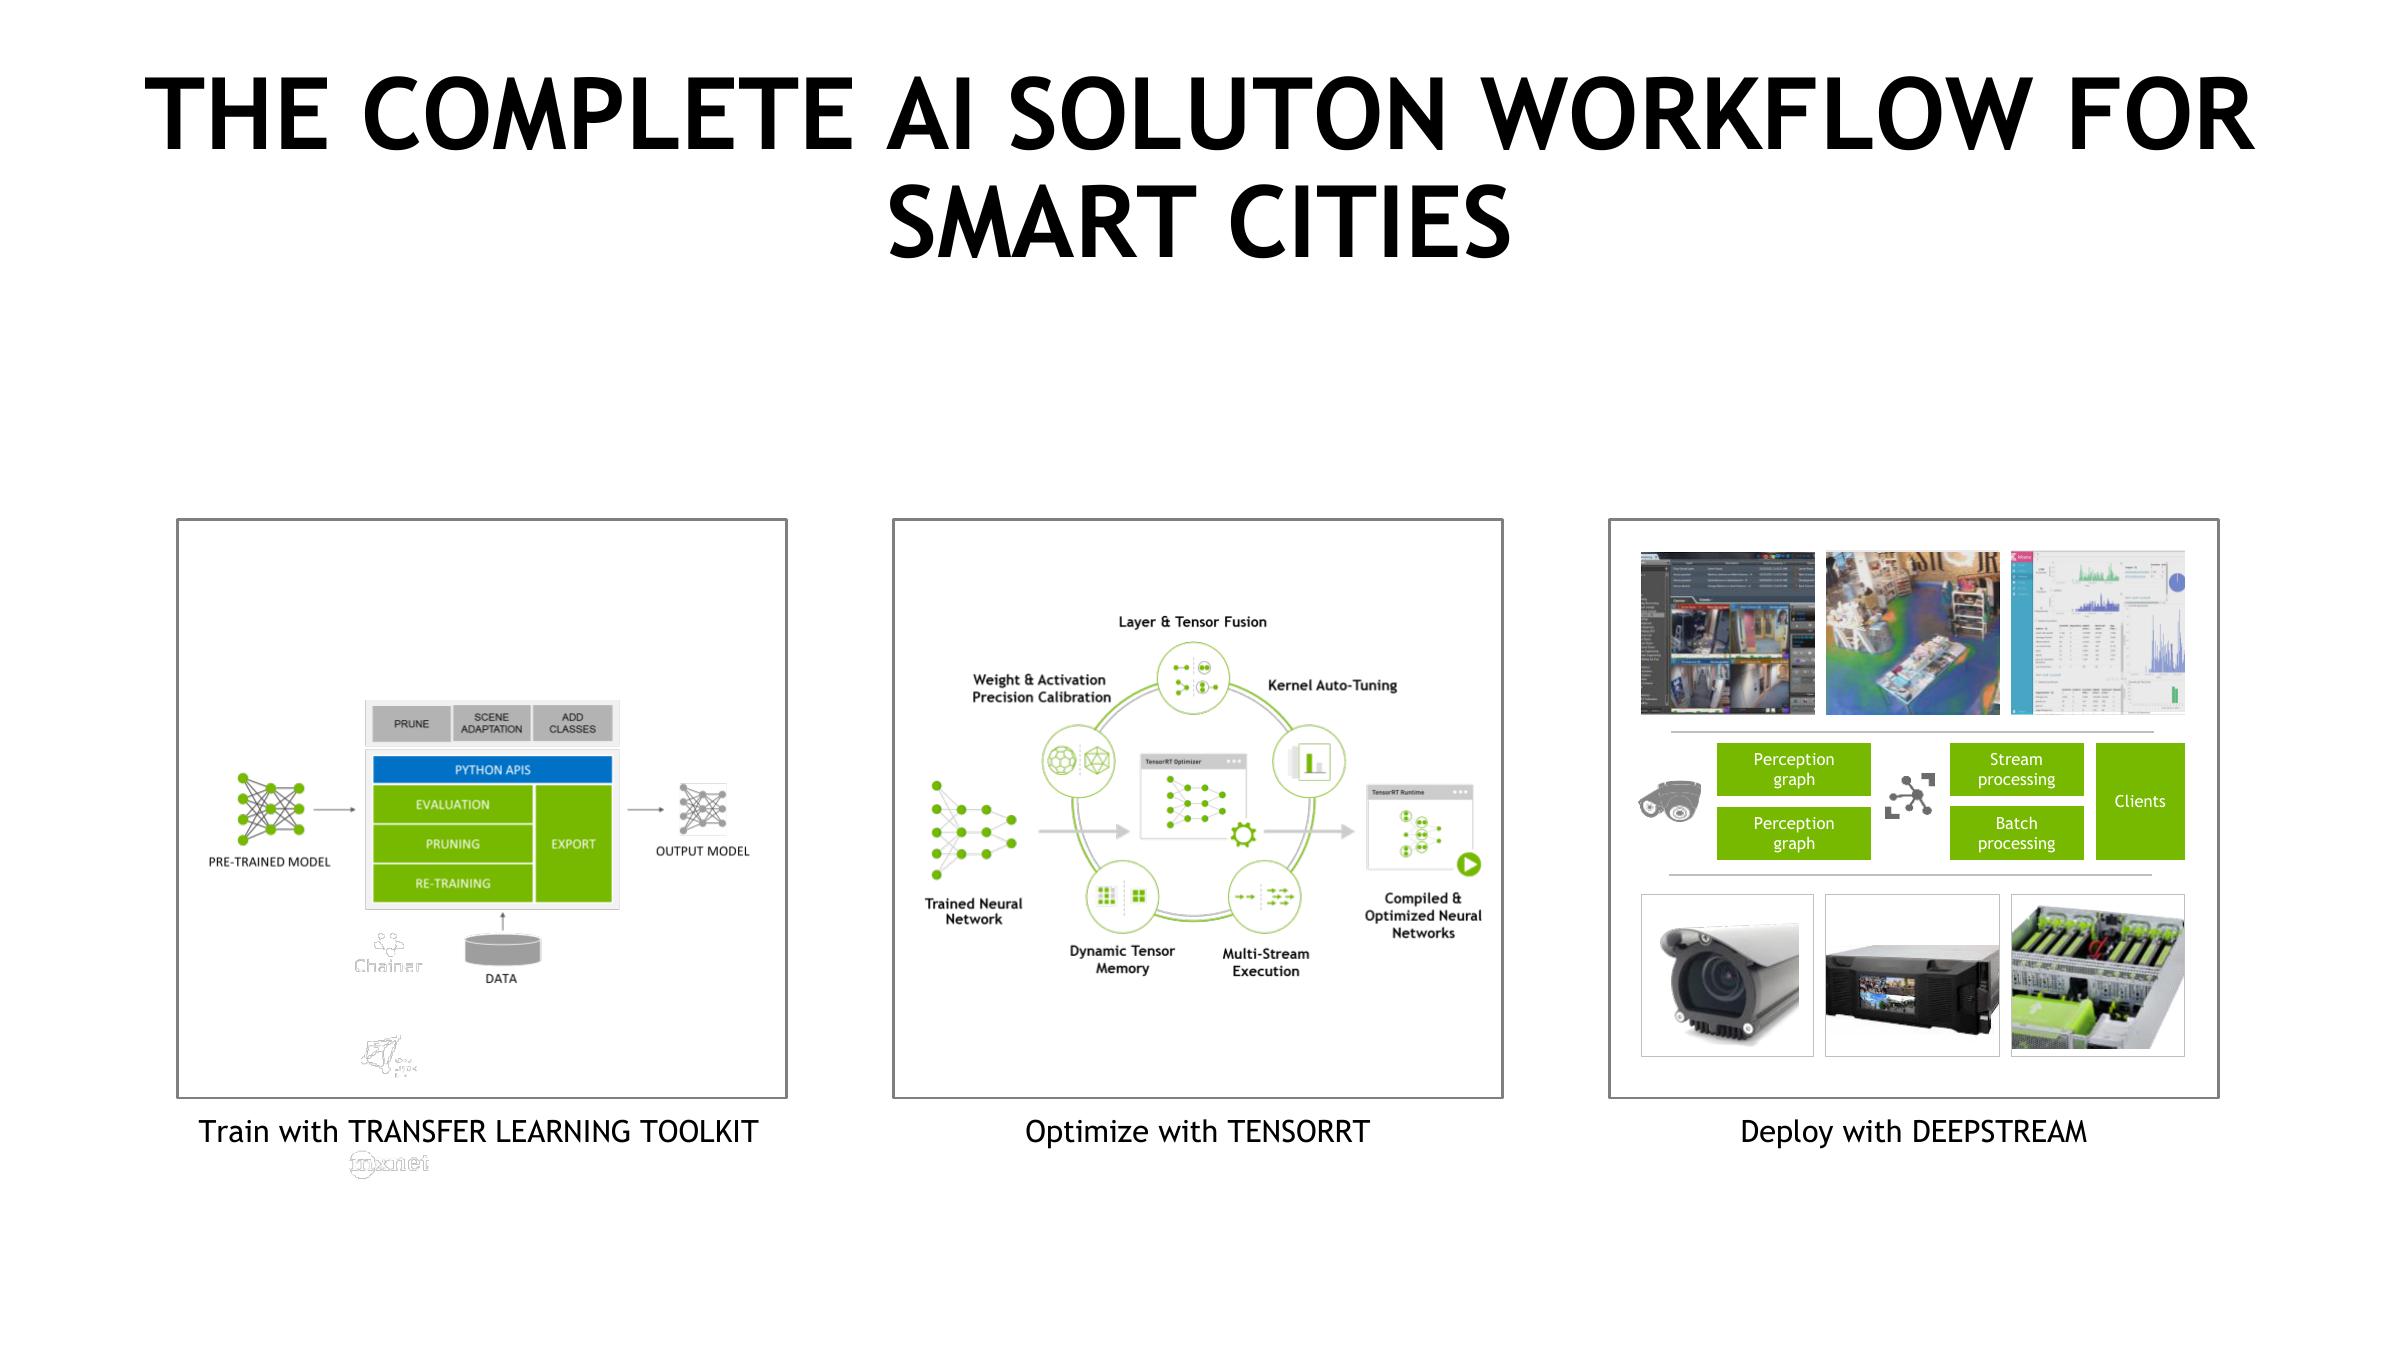 THE COMPLETE AI SOLUTON WORKFLOW FOR
SMART CITIES
PRUNE
SCENE
ADAPTATION
ADD
CLASSES
PYTHON APIS
EVALUATION
PRUNING
RE-TRAINING
EXPORT
PRE-TRAINED MODEL
OUTPUT MODEL
DATA
Chainer
Train with TRANSFER LEARNING TOOLKIT
mxnet
Layer & Tensor Fusion
Weight & Activation
Precision Calibration
Kernel Auto-Tuning
TensorRT Optimizer
TensorRT Runtime
Trained Neural
Network
Compiled &
Optimized Neural
Networks
Dynamic Tensor
Memory
Multi-Stream
Execution
Optimize with TENSORRT
Perception
graph
Perception
graph
Stream
processing
Batch
processing
Clients
Deploy with DEEPSTREAM